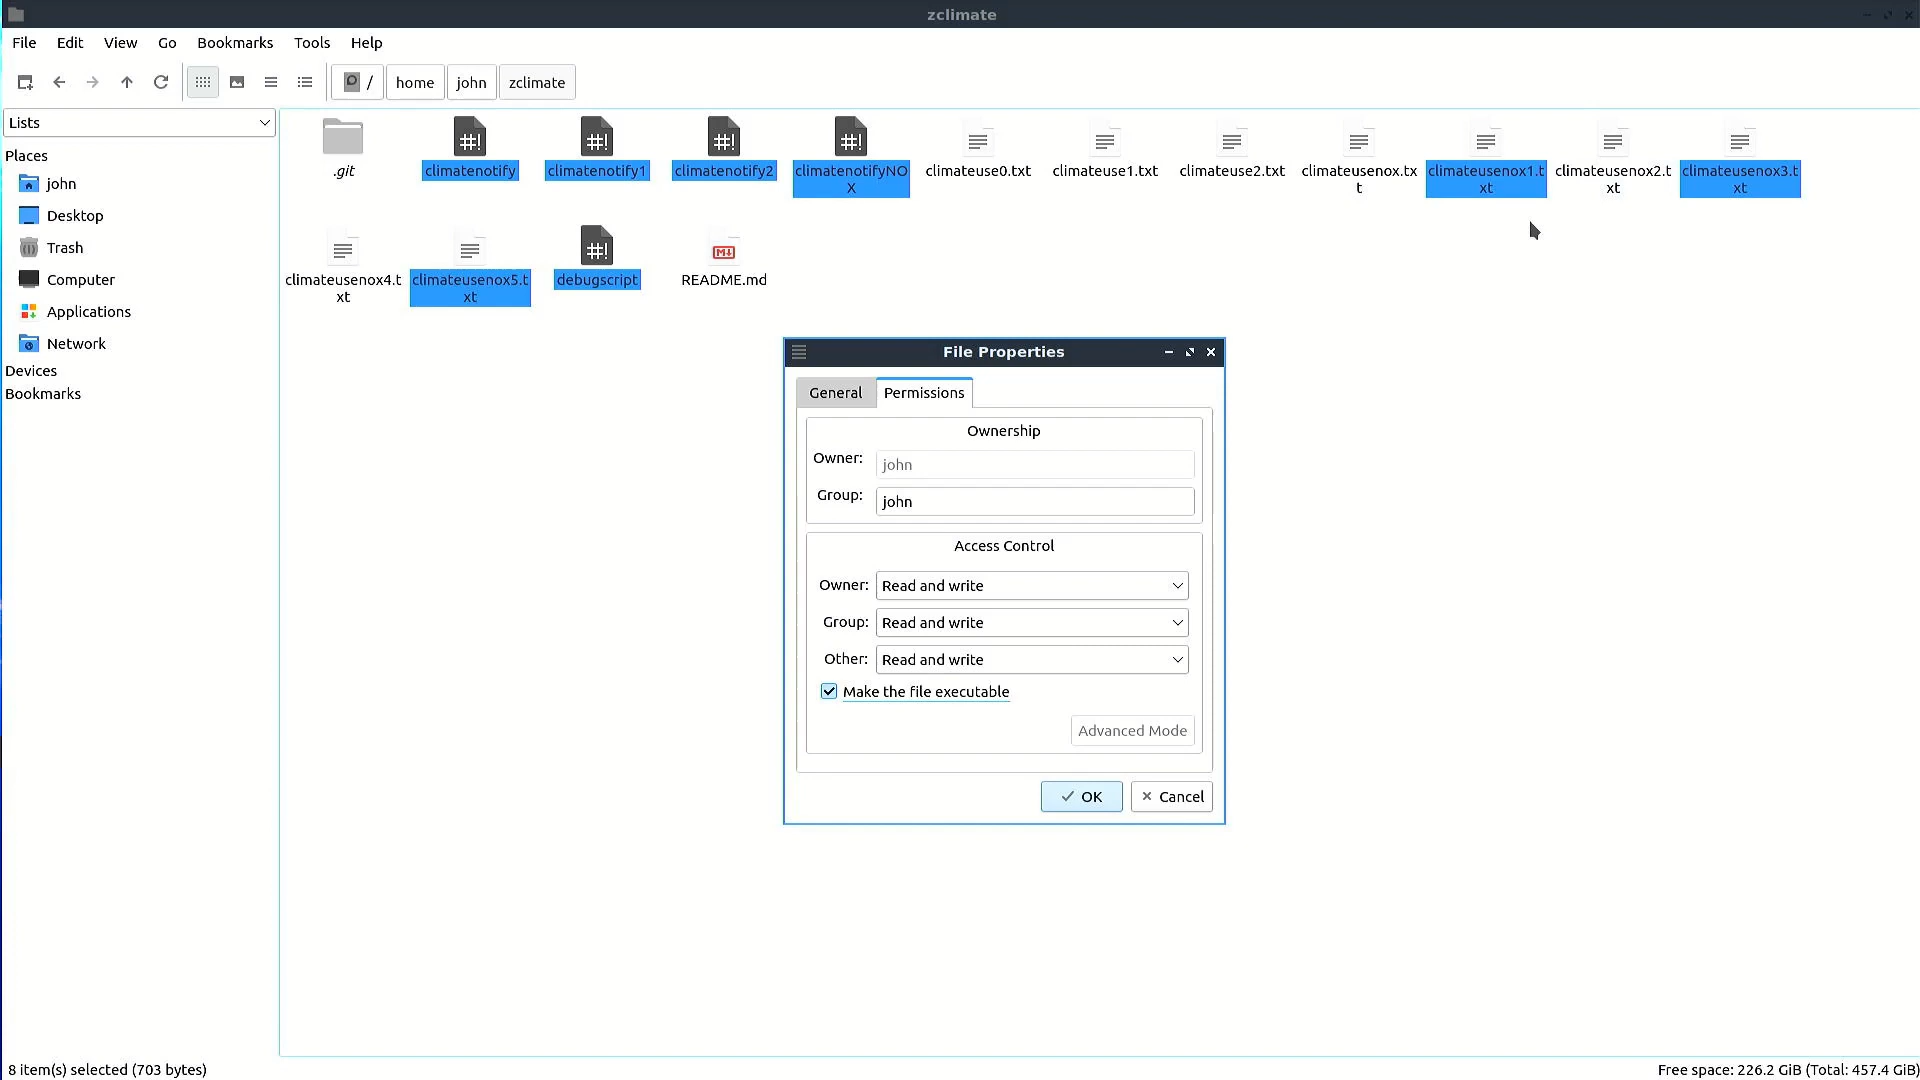 zclimate
File Edit View Go Bookmarks Tools Help
/ home john zclimate
Lists
Places
john
Desktop
Trash
Computer
Applications
Network
Devices
Bookmarks
.git
climatenotify
climatenotify1
climatenotify2
climatenotifyNO
X
climateuse0.txt
climateuse1.txt
climateuse2.txt
climateusenox.tx
t
climateusenox1.t
xt
climateusenox2.t
xt
climateusenox3.t
xt
climateusenox4.t
xt
climateusenox5.t
xt
debugscript
README.md
File Properties
General Permissions
Ownership
Owner: john
Group: john
Access Control
Owner: Read and write
Group: Read and write
Other: Read and write
Make the file executable
Advanced Mode
OK Cancel
8 item(s) selected (703 bytes)
Free space: 226.2 GiB (Total: 457.4 GiB)